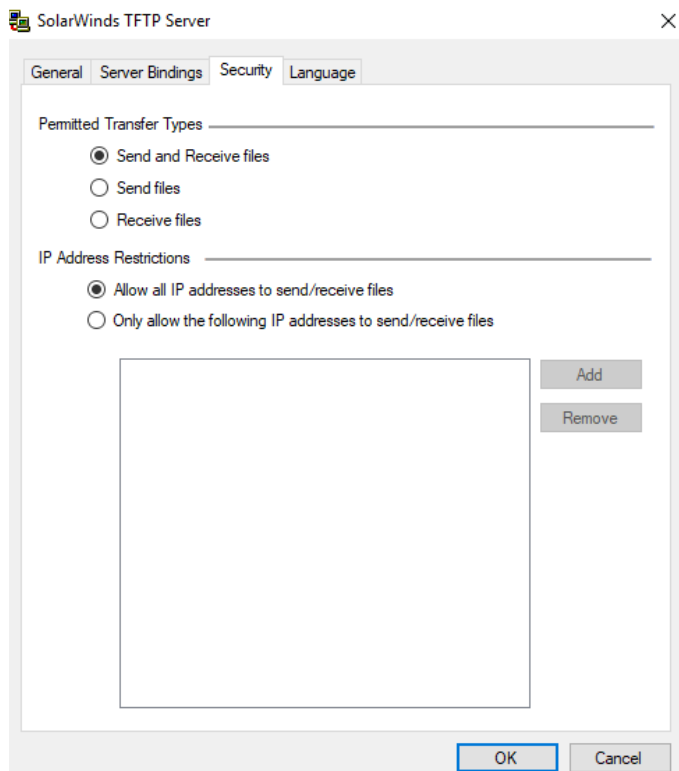 SolarWinds TFTP Server
General Server Bindings Security Language
Permitted Transfer Types
Send and Receive files
Send files
Receive files
IP Address Restrictions
Allow all IP addresses to send/receive files
Only allow the following IP addresses to send/receive files
Add
Remove
OK Cancel